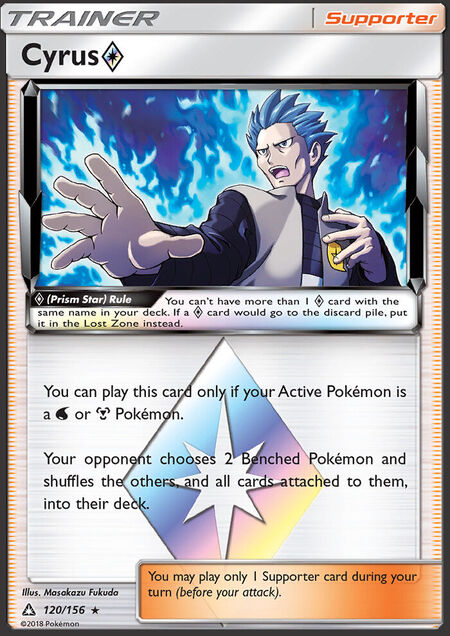 TRAINER Supporter
Cyrus
(Prism Star) Rule You can't have more than 1 card with the
same name in your deck. If a card would go to the discard pile, put
it in the Lost Zone instead.
You can play this card only if your Active Pokémon is
a or Pokémon.
Your opponent chooses 2 Benched Pokémon and
shuffles the others, and all cards attached to them,
into their deck.
You may play only 1 Supporter card during your
turn (before your attack).
Illus. Masakazu Fukuda
120/156 ★
©2018 Pokémon